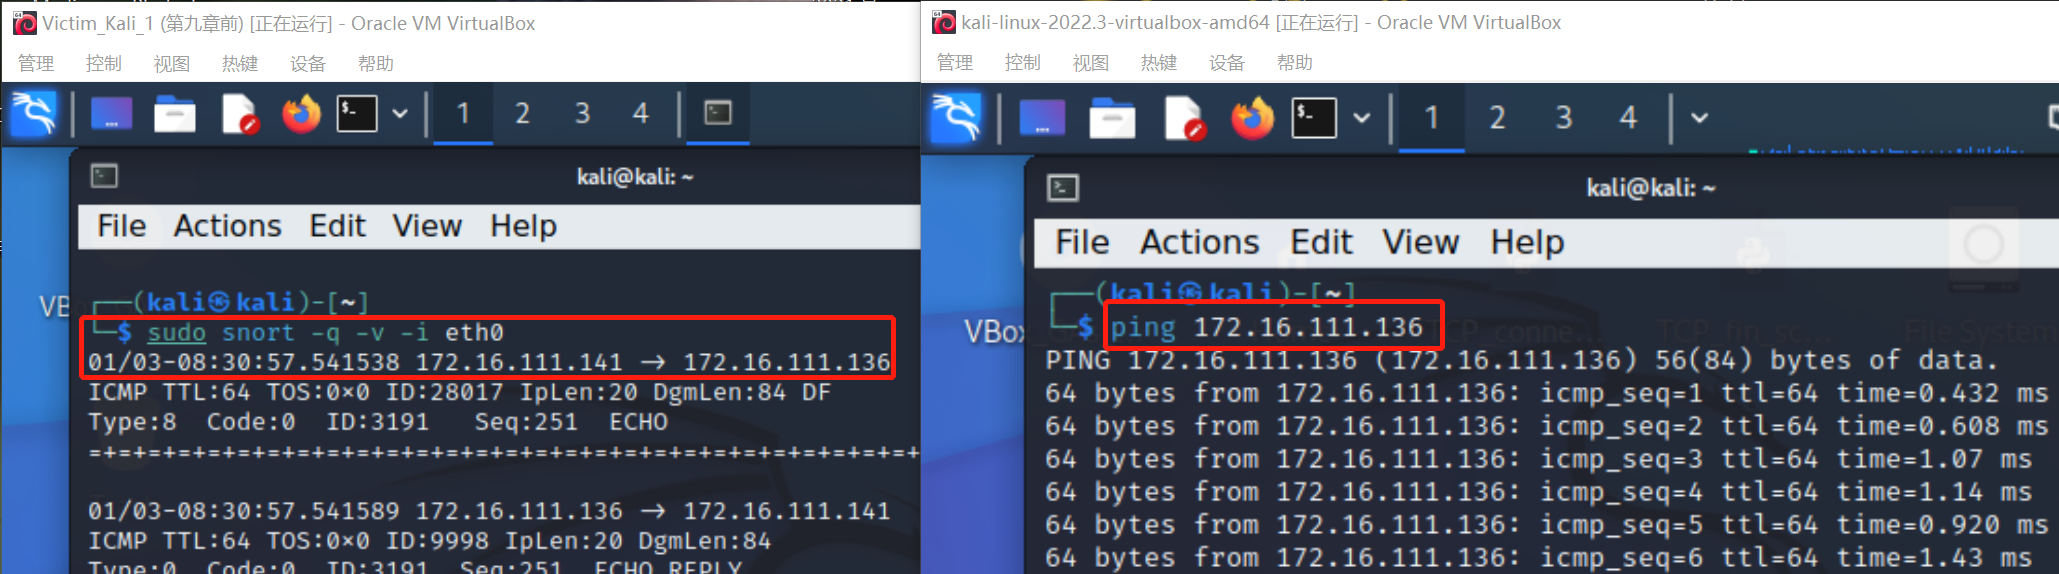 Victim_Kali_1 (第九章前) [正在运行] - Oracle VM VirtualBox
管理 控制 视图 热键 设备 帮助
1 2 3 4
kali@kali: ~
File Actions Edit View Help
┌──(kali㉿kali)-[~]
└─$ sudo snort -q -v -i eth0
01/03-08:30:57.541538 172.16.111.141 -> 172.16.111.136
ICMP TTL:64 TOS:0x0 ID:28017 IpLen:20 DgmLen:84 DF
Type:8 Code:0 ID:3191 Seq:251 ECHO
=+=+=+=+=+=+=+=+=+=+=+=+=+=+=+=+=+=+=+=+=+=+=+=+=+=+=+=+
01/03-08:30:57.541589 172.16.111.136 -> 172.16.111.141
ICMP TTL:64 TOS:0x0 ID:9998 IpLen:20 DgmLen:84
Type:0 Code:0 ID:3191 Seq:251 ECHO REPLY
kali-linux-2022.3-virtualbox-amd64 [正在运行] - Oracle VM VirtualBox
管理 控制 视图 热键 设备 帮助
1 2 3 4
kali@kali: ~
File Actions Edit View Help
┌──(kali㉿kali)-[~]
└─$ ping 172.16.111.136
PING 172.16.111.136 (172.16.111.136) 56(84) bytes of data.
64 bytes from 172.16.111.136: icmp_seq=1 ttl=64 time=0.432 ms
64 bytes from 172.16.111.136: icmp_seq=2 ttl=64 time=0.608 ms
64 bytes from 172.16.111.136: icmp_seq=3 ttl=64 time=1.07 ms
64 bytes from 172.16.111.136: icmp_seq=4 ttl=64 time=1.14 ms
64 bytes from 172.16.111.136: icmp_seq=5 ttl=64 time=0.920 ms
64 bytes from 172.16.111.136: icmp_seq=6 ttl=64 time=1.43 ms